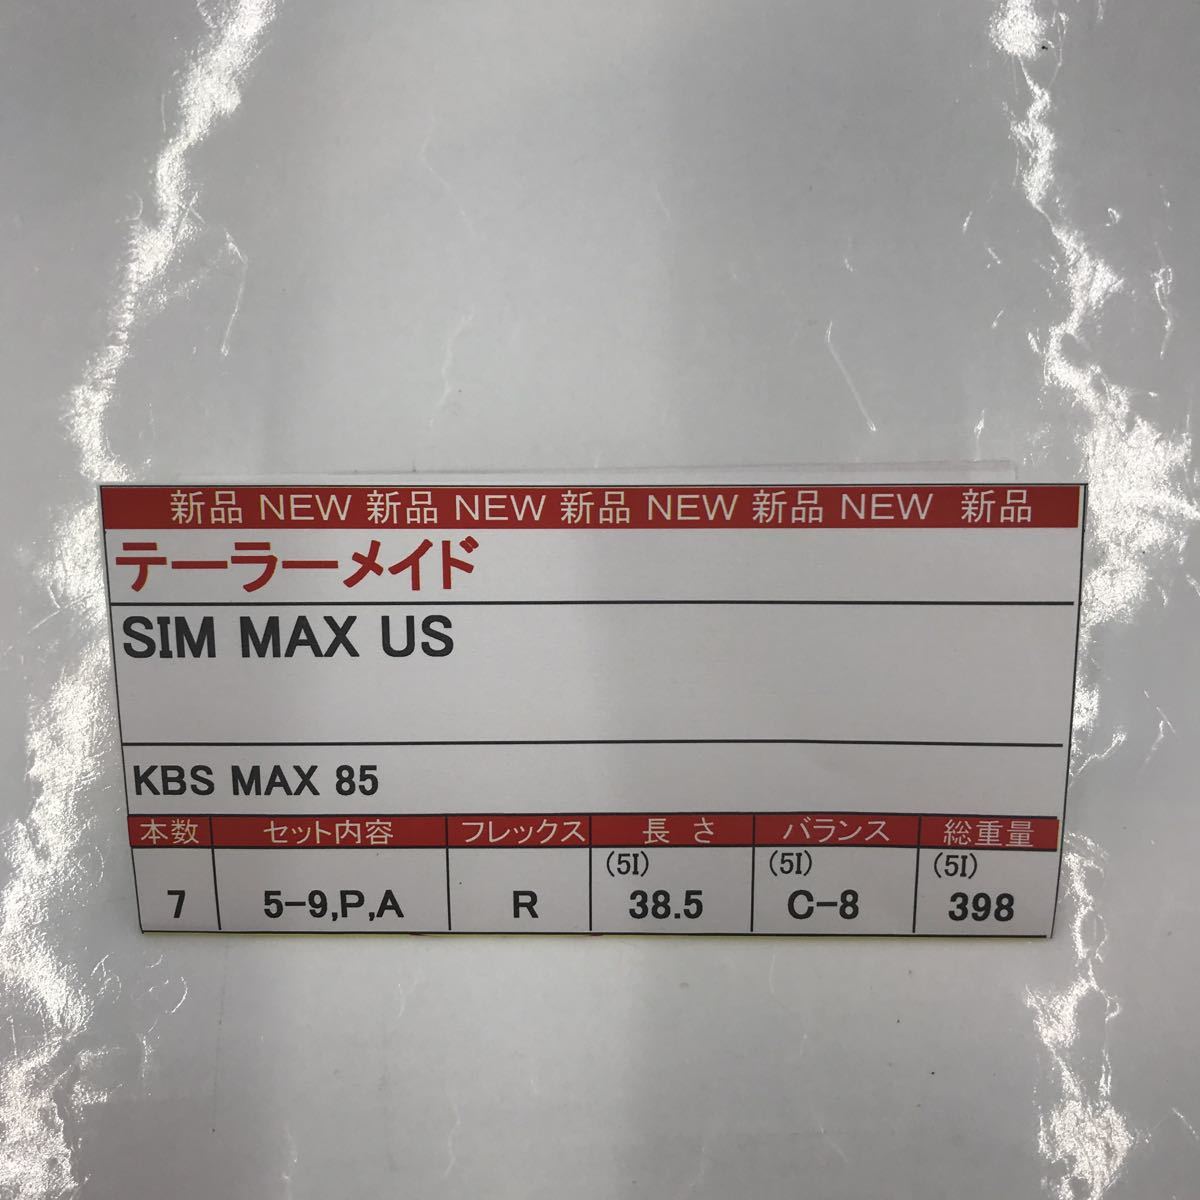 新品 NEW 新品 NEW 新品 NEW 新品 NEW 新品
テーラーメイド
SIM MAX US
KBS MAX 85
本数 セット内容 フレックス 長さ バランス 総重量
(5I) (5I) (5I)
7 5-9,P,A R 38.5 C-8 398